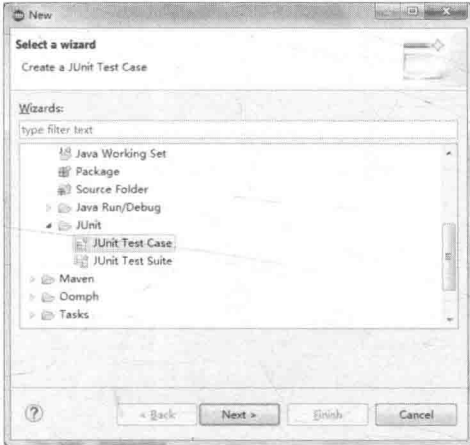 New
Select a wizard
Create a JUnit Test Case
Wizards:
type filter text
Java Working Set
Package
Source Folder
Java Run/Debug
JUnit
JUnit Test Case
JUnit Test Suite
Maven
Oomph
Tasks
?
< Back
Next >
Finish
Cancel